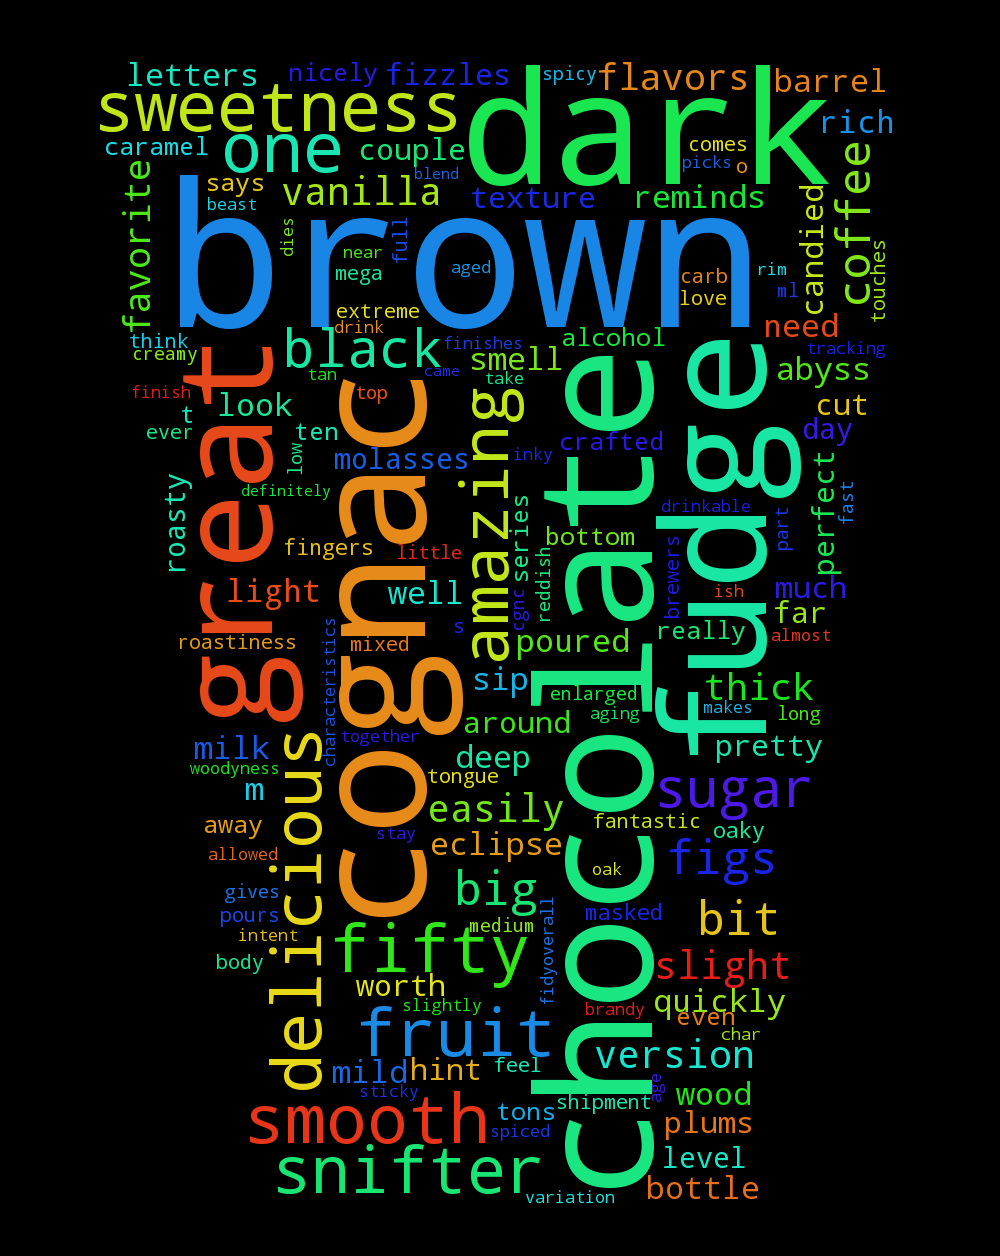 letters
nicely
fizzles
spicy
flavors
barrel
sweetness
dark
rich
caramel
one
couple
comes
picks
o
blend
favorite
says
beast
vanilla
texture
reminds
candied
coffee
touches
brown
dies
near
full
mega
aged
carb
rim
love
ml
extreme
drink
need
think
creamy
black
finishes
alcohol
tracking
smell
abyss
tan
came
take
finish
top
great
cognac
amazing
chocolate
fudge
t
look
cut
ever
ten
low
molasses
crafted
day
inky
roasty
definitely
series
perfect
fast
drinkable
part
fingers
little
bottom
reddish
brewers
light
well
cgnc
ish
much
far
roastiness
characteristics
mixed
s
poured
really
almost
sip
enlarged
thick
aging
makes
long
around
milk
together
deep
pretty
woodyness
delicious
tongue
sugar
m
easily
fantastic
oaky
away
stay
eclipse
allowed
figs
oak
gives
big
pours
masked
bit
intent
fifty
medium
fidyoverall
body
slight
worth
slightly
brandy
quickly
even
char
fruit
version
mild
hint
feel
sticky
age
wood
smooth
tons
shipment
spiced
plums
snifter
level
variation
bottle